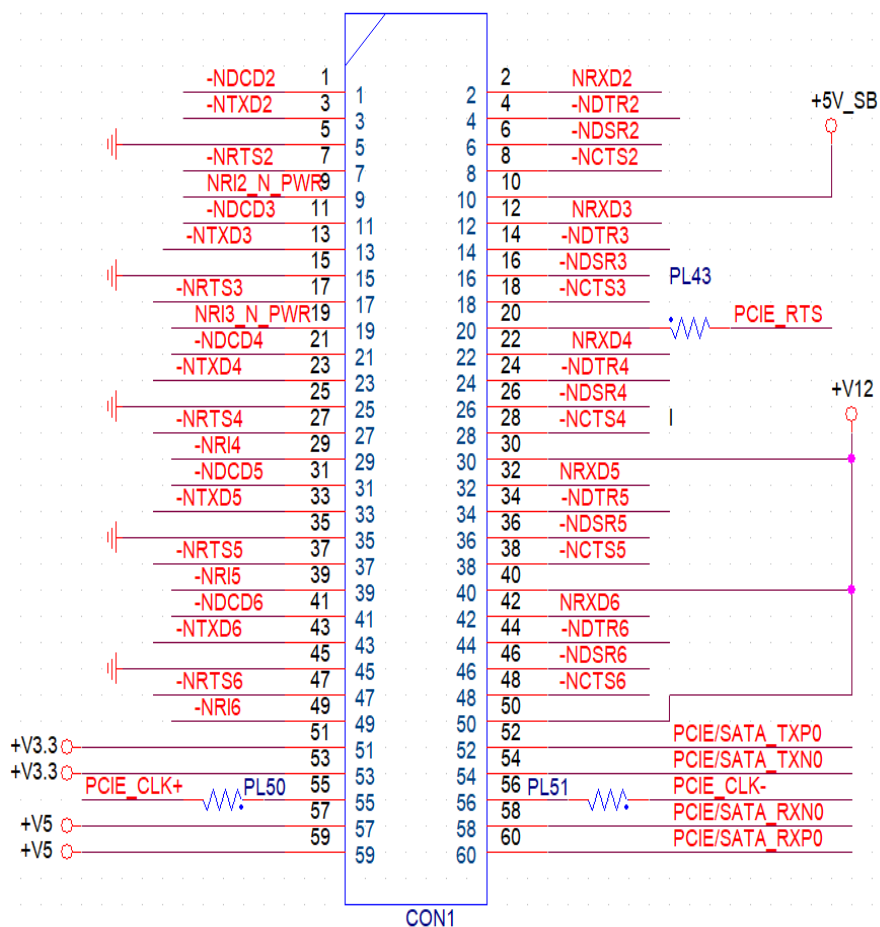 -NDCD2 1 1 2 2 NRXD2
-NTXD2 3 3 4 4 -NDTR2 +5V_SB
5 5 6 6 -NDSR2
-NRTS2 7 7 8 8 -NCTS2
NRI2_N_PWR 9 9 10 10
-NDCD3 11 11 12 12 NRXD3
-NTXD3 13 13 14 14 -NDTR3
15 15 16 16 -NDSR3
-NRTS3 17 17 18 18 -NCTS3 PL43
NRI3_N_PWR 19 19 20 20 PCIE_RTS
-NDCD4 21 21 22 22 NRXD4
-NTXD4 23 23 24 24 -NDTR4
25 25 26 26 -NDSR4 +V12
-NRTS4 27 27 28 28 -NCTS4 I
-NRI4 29 29 30 30
-NDCD5 31 31 32 32 NRXD5
-NTXD5 33 33 34 34 -NDTR5
35 35 36 36 -NDSR5
-NRTS5 37 37 38 38 -NCTS5
-NRI5 39 39 40 40
-NDCD6 41 41 42 42 NRXD6
-NTXD6 43 43 44 44 -NDTR6
45 45 46 46 -NDSR6
-NRTS6 47 47 48 48 -NCTS6
-NRI6 49 49 50 50
+V3.3 51 51 52 52 PCIE/SATA_TXP0
+V3.3 53 53 54 54 PCIE/SATA_TXN0
PCIE_CLK+ PL50 55 55 56 56 PL51 PCIE_CLK-
+V5 57 57 58 58 PCIE/SATA_RXN0
+V5 59 59 60 60 PCIE/SATA_RXP0
CON1